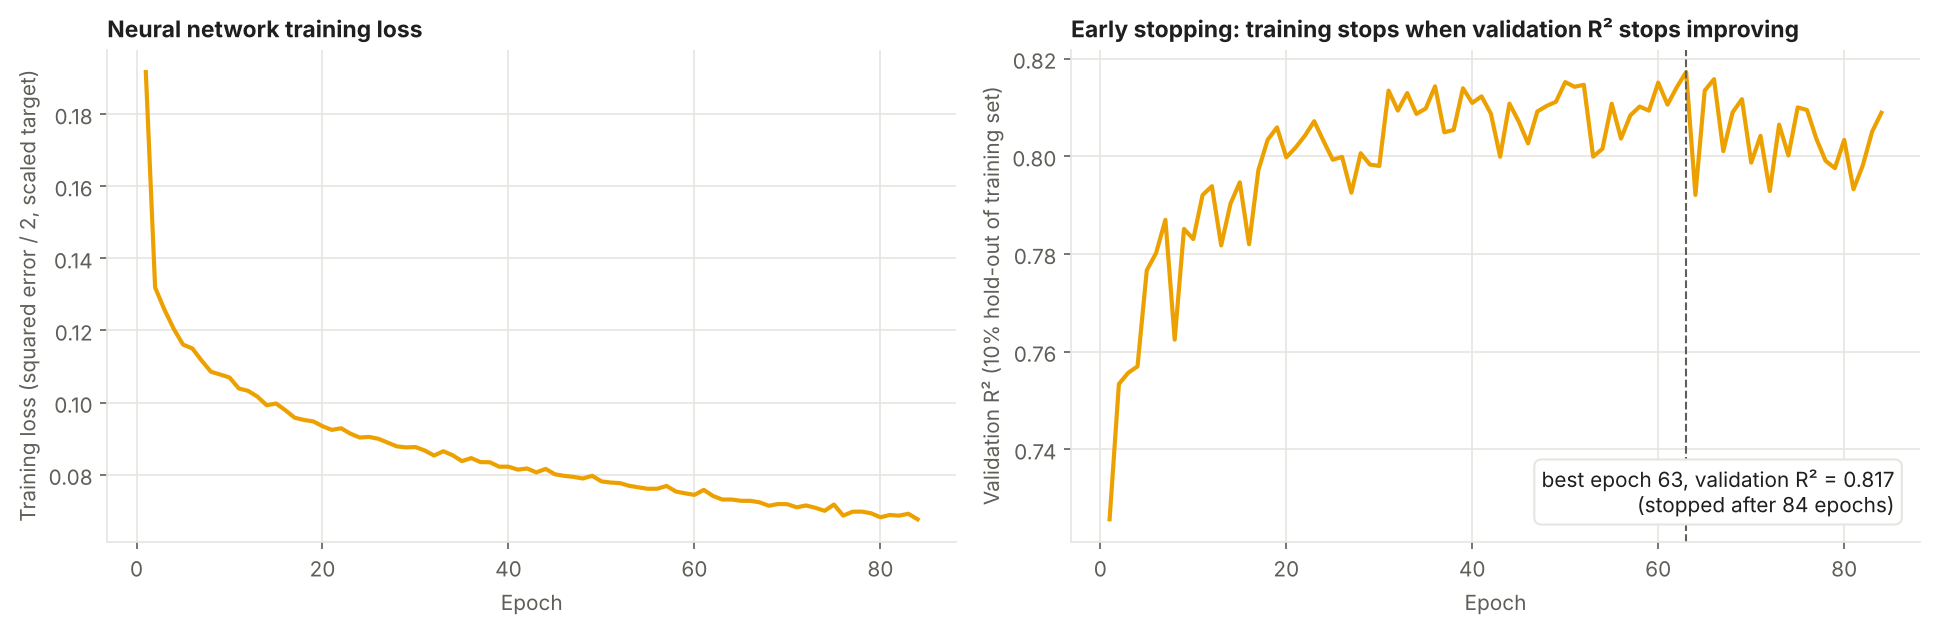 Neural network training loss
Training loss (squared error / 2, scaled target)
0.18
0.16
0.14
0.12
0.10
0.08
0
20
40
60
80
Epoch
Early stopping: training stops when validation R² stops improving
Validation R² (10% hold-out of training set)
0.82
0.80
0.78
0.76
0.74
best epoch 63, validation R² = 0.817
(stopped after 84 epochs)
0
20
40
60
80
Epoch